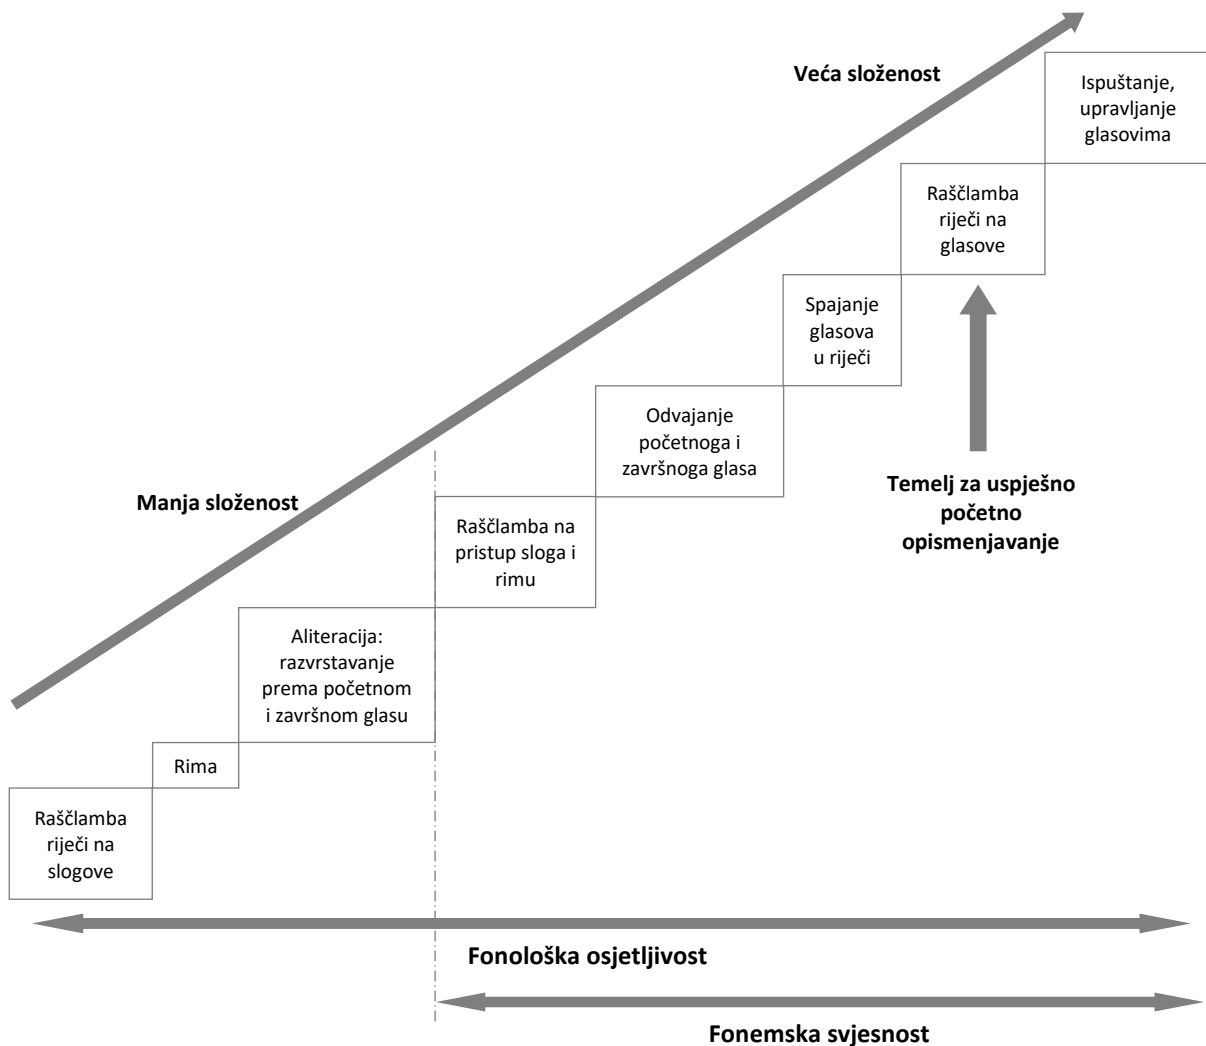 Veća složenost
Ispuštanje,
upravljanje
glasovima
Raščlamba
riječi na
glasove
Spajanje
glasova
u riječi
Odvajanje
početnoga i
završnoga glasa
Temelj za uspješno
početno
opismenjavanje
Manja složenost
Raščlamba na
pristup sloga i
rimu
Aliteracija:
razvrstavanje
prema početnom
i završnom glasu
Rima
Raščlamba
riječi na
slogove
Fonološka osjetljivost
Fonemska svjesnost